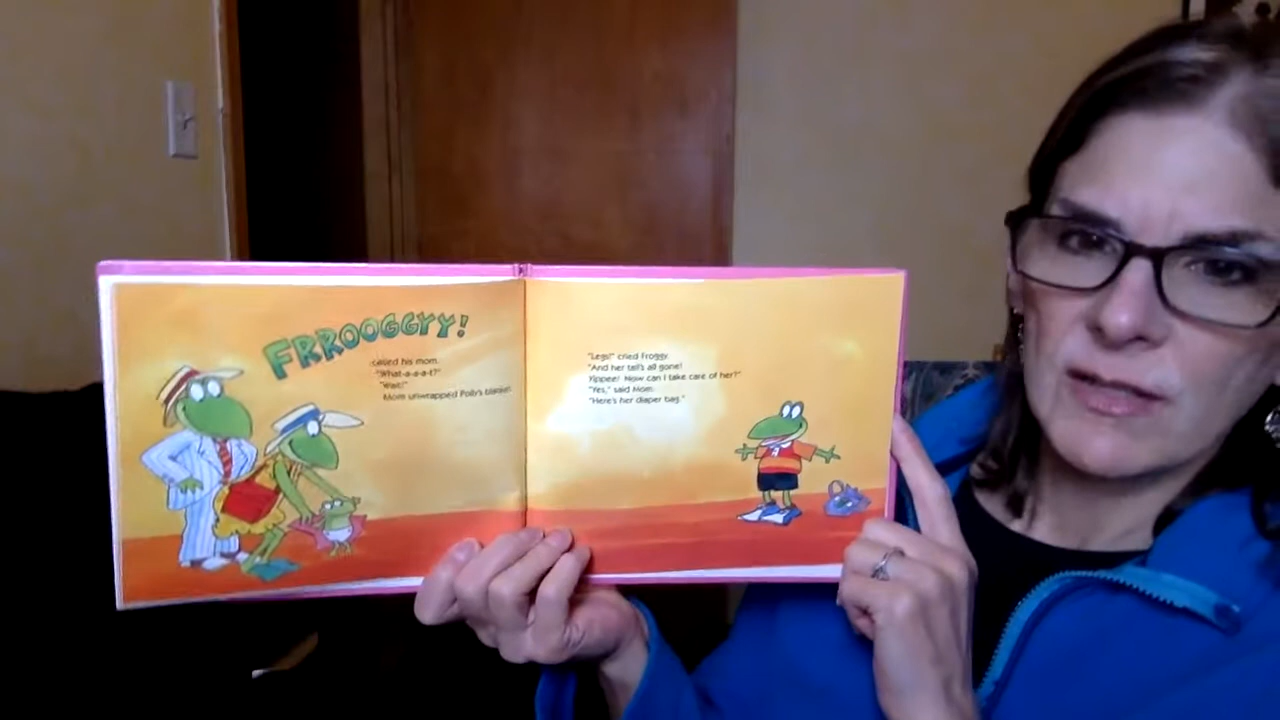 FRROOGGYY!
called his mom.
"What-a-a-a-t?"
"Wait!"
Mom unwrapped Polly's blanket.
"Legs!" cried Froggy.
"And her tail's all gone!
Yippee! Now can I take care of her?"
"Yes," said Mom.
"Here's her diaper bag."